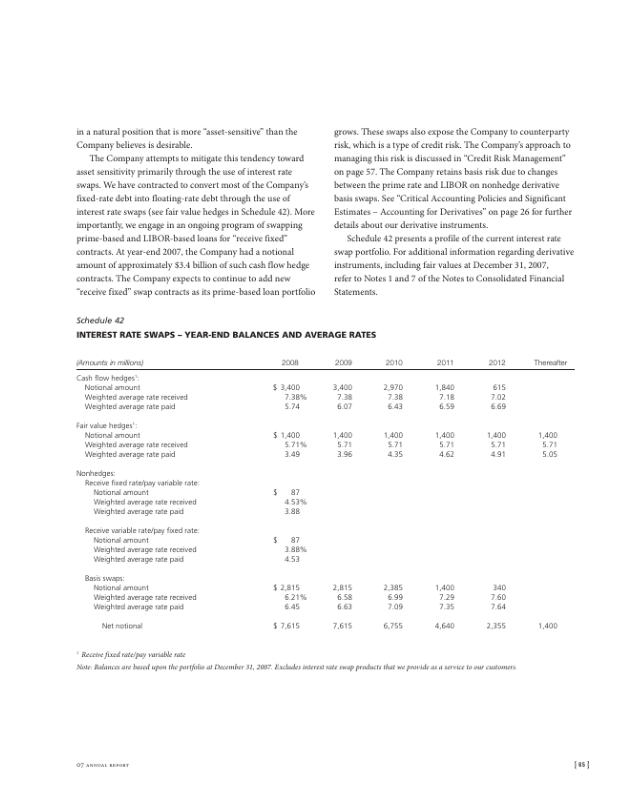 in a natural position that is more “asset-sensitive” than the
Company believes is desirable.
The Company attempts to mitigate this tendency toward
asset sensitivity primarily through the use of interest rate
swaps. We have contracted to convert most of the Company’s
fixed-rate debt into floating-rate debt through the use of
interest rate swaps (see fair value hedges in Schedule 42). More
importantly, we engage in an ongoing program of swapping
prime-based and LIBOR-based loans for “receive fixed”
contracts. At year-end 2007, the Company had a notional
amount of approximately $3.4 billion of such cash flow hedge
contracts. The Company expects to continue to add new
“receive fixed” swap contracts as its prime-based loan portfolio
grows. These swaps also expose the Company to counterparty
risk, which is a type of credit risk. The Company’s approach to
managing this risk is discussed in “Credit Risk Management”
on page 57. The Company retains basis risk due to changes
between the prime rate and LIBOR on nonhedge derivative
basis swaps. See “Critical Accounting Policies and Significant
Estimates – Accounting for Derivatives” on page 26 for further
details about our derivative instruments.
Schedule 42 presents a profile of the current interest rate
swap portfolio. For additional information regarding derivative
instruments, including fair values at December 31, 2007,
refer to Notes 1 and 7 of the Notes to Consolidated Financial
Statements.
Schedule 42
INTEREST RATE SWAPS – YEAR-END BALANCES AND AVERAGE RATES
(Amounts in millions) 2008 2009 2010 2011 2012 Thereafter
Cash flow hedges¹:
Notional amount $ 3,400 3,400 2,970 1,840 615
Weighted average rate received 7.38% 7.38 7.38 7.18 7.02
Weighted average rate paid 5.74 6.07 6.43 6.59 6.69
Fair value hedges¹:
Notional amount $ 1,400 1,400 1,400 1,400 1,400 1,400
Weighted average rate received 5.71% 5.71 5.71 5.71 5.71 5.71
Weighted average rate paid 3.49 3.96 4.35 4.62 4.91 5.05
Nonhedges:
Receive fixed rate/pay variable rate:
Notional amount $ 87
Weighted average rate received 4.53%
Weighted average rate paid 3.88
Receive variable rate/pay fixed rate:
Notional amount $ 87
Weighted average rate received 3.88%
Weighted average rate paid 4.53
Basis swaps:
Notional amount $ 2,815 2,815 2,385 1,400 340
Weighted average rate received 6.21% 6.58 6.99 7.29 7.60
Weighted average rate paid 6.45 6.63 7.09 7.35 7.64
Net notional $ 7,615 7,615 6,755 4,640 2,355 1,400
¹ Receive fixed rate/pay variable rate
Note: Balances are based upon the portfolio at December 31, 2007. Excludes interest rate swap products that we provide as a service to our customers.
07 ANNUAL REPORT
[ 65 ]